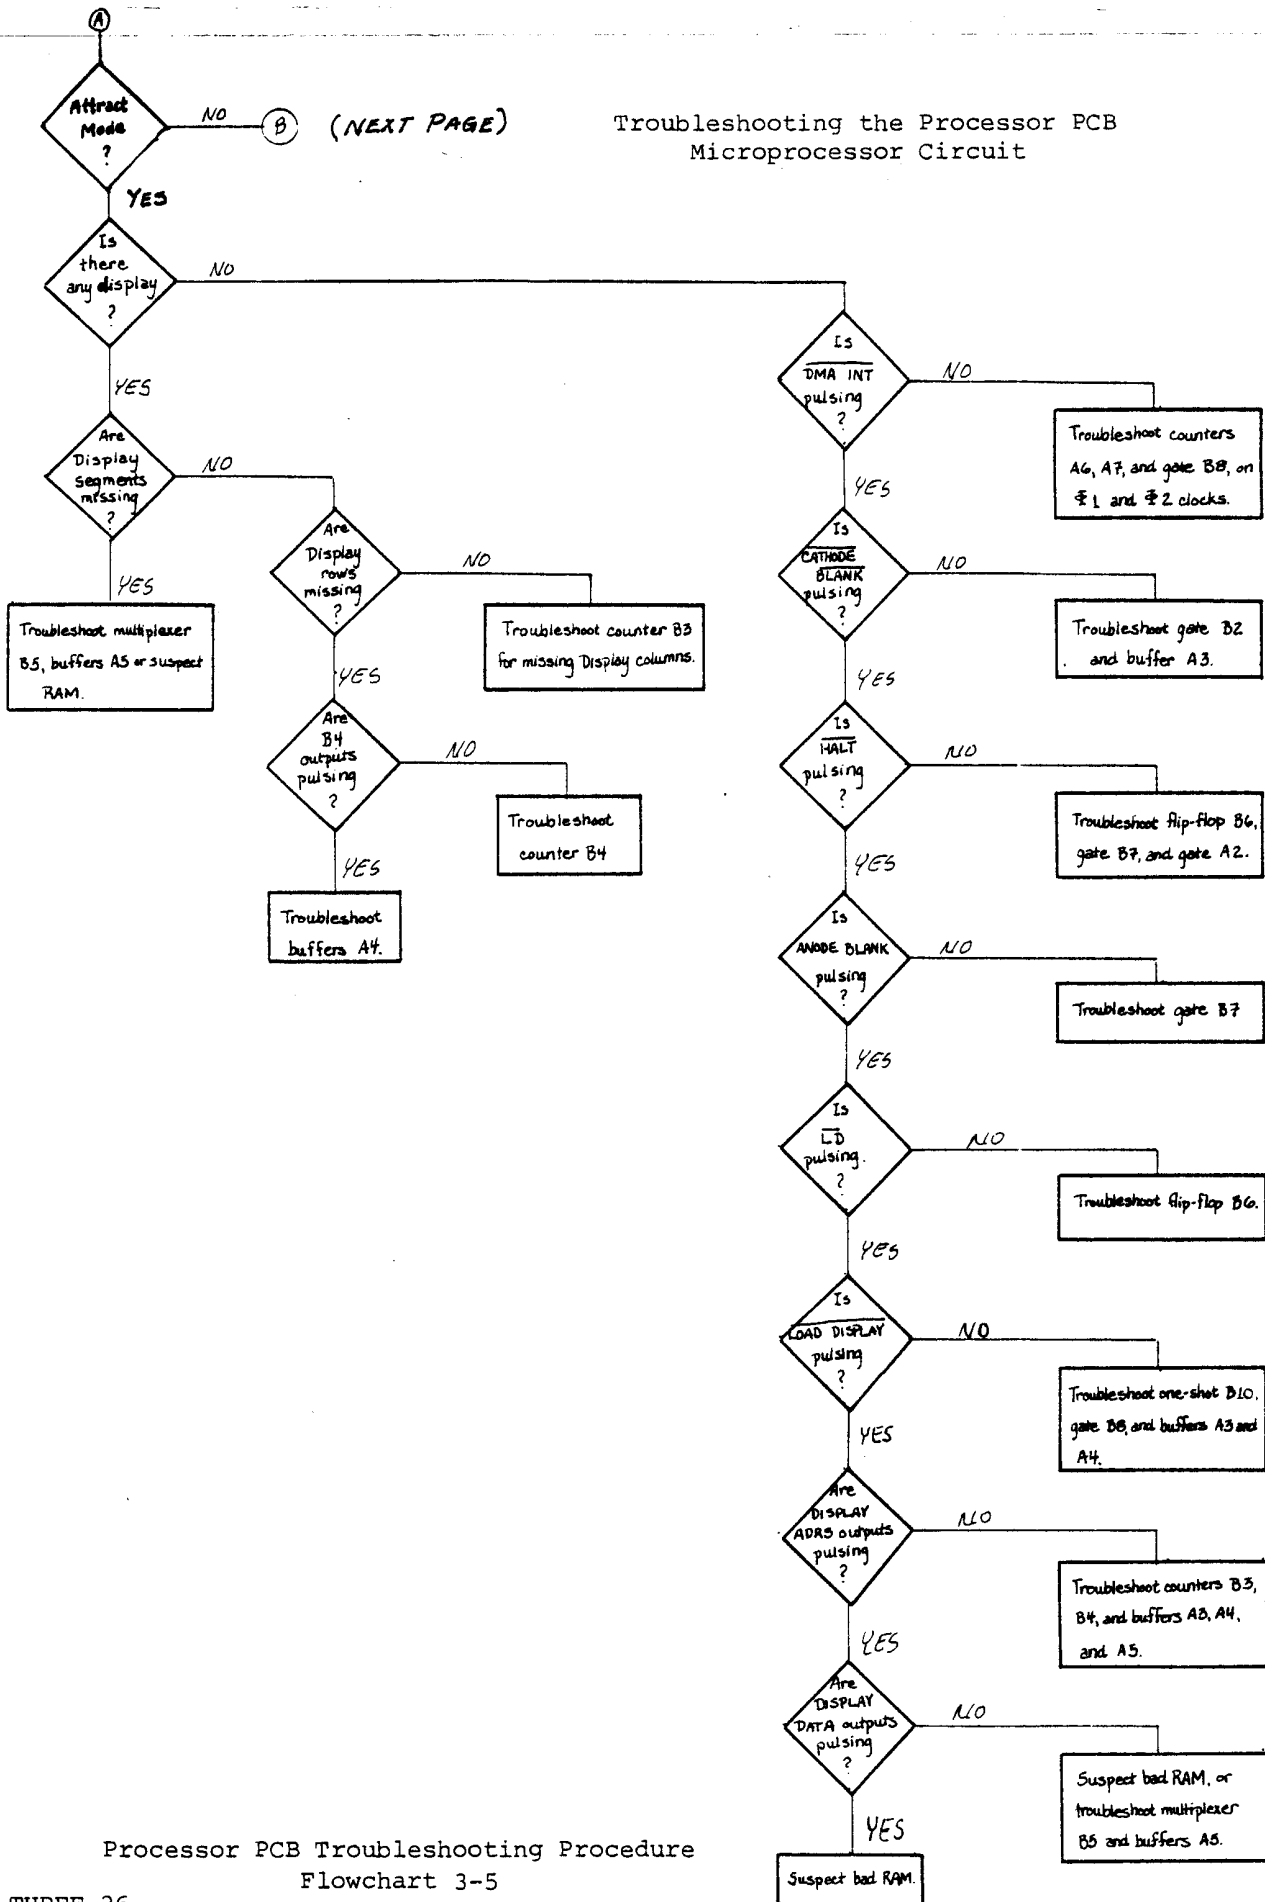 A
Attract
Mode
?
NO
B
(NEXT PAGE)
Troubleshooting the Processor PCB
Microprocessor Circuit
YES
Is
there
any display
?
NO
YES
Are
Display
segments
missing
?
NO
YES
Troubleshoot multiplexer
B5, buffers A5 or suspect
RAM.
Are
Display
rows
missing
?
NO
Troubleshoot counter B3
for missing Display columns.
YES
Are
B4
outputs
pulsing
?
NO
Troubleshoot
counter B4
YES
Troubleshoot
buffers A4.
Is
DMA INT
pulsing
?
NO
Troubleshoot counters
A6, A7, and gate B8, on
Φ1 and Φ2 clocks.
YES
Is
CATHODE
BLANK
pulsing
?
NO
Troubleshoot gate B2
and buffer A3.
YES
Is
HALT
pulsing
?
NO
Troubleshoot flip-flop B6,
gate B7, and gate A2.
YES
Is
ANODE BLANK
pulsing
?
NO
Troubleshoot gate B7
YES
Is
LD
pulsing.
?
NO
Troubleshoot flip-flop B6.
YES
Is
LOAD DISPLAY
pulsing
?
NO
Troubleshoot one-shot B10,
gate B8, and buffers A3 and
A4.
YES
Are
DISPLAY
ADRS outputs
pulsing
?
NO
Troubleshoot counters B3,
B4, and buffers A3, A4,
and A5.
YES
Are
DISPLAY
DATA outputs
pulsing
?
NO
Suspect bad RAM, or
troubleshoot multiplexer
B5 and buffers A5.
YES
Suspect bad RAM.
Processor PCB Troubleshooting Procedure
Flowchart 3-5